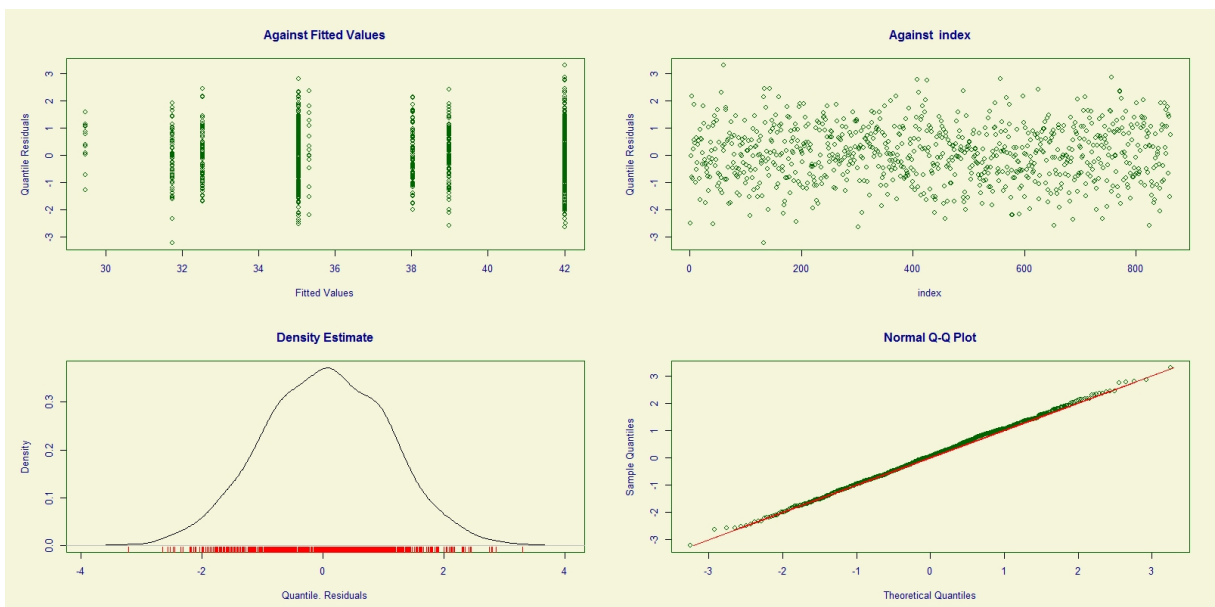 Against Fitted Values
Quantile Residuals
-3 -2 -1 0 1 2 3
30 32 34 36 38 40 42
Fitted Values
Against index
Quantile Residuals
-3 -2 -1 0 1 2 3
0 200 400 600 800
index
Density Estimate
Density
0.0 0.1 0.2 0.3
-4 -2 0 2 4
Quantile. Residuals
Normal Q-Q Plot
Sample Quantiles
-3 -2 -1 0 1 2 3
-3 -2 -1 0 1 2 3
Theoretical Quantiles